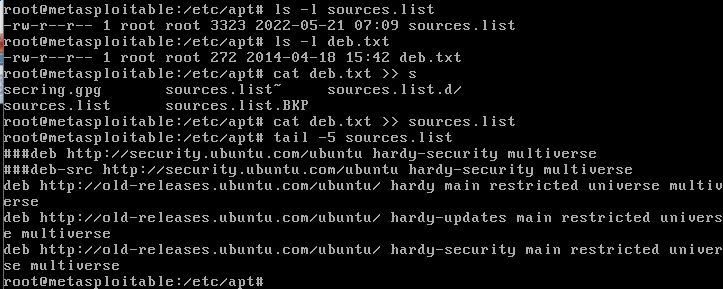 root@metasploitable:/etc/apt# ls -l sources.list
-rw-r--r-- 1 root root 3323 2022-05-21 07:09 sources.list
root@metasploitable:/etc/apt# ls -l deb.txt
-rw-r--r-- 1 root root 272 2014-04-18 15:42 deb.txt
root@metasploitable:/etc/apt# cat deb.txt >> s
secring.gpg sources.list~ sources.list.d/
sources.list sources.list.BKP
root@metasploitable:/etc/apt# cat deb.txt >> sources.list
root@metasploitable:/etc/apt# tail -5 sources.list
###deb http://security.ubuntu.com/ubuntu hardy-security multiverse
###deb-src http://security.ubuntu.com/ubuntu hardy-security multiverse
deb http://old-releases.ubuntu.com/ubuntu/ hardy main restricted universe multiv
erse
deb http://old-releases.ubuntu.com/ubuntu/ hardy-updates main restricted univers
e multiverse
deb http://old-releases.ubuntu.com/ubuntu/ hardy-security main restricted univer
se multiverse
root@metasploitable:/etc/apt#